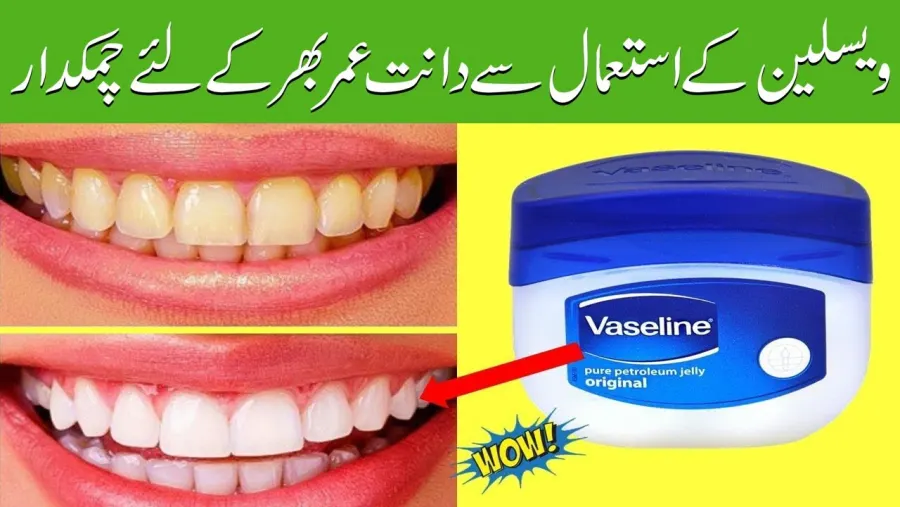 ویسلین کے استعمال سے دانت عمر بھر کے لئے چمکدار
Vaseline
Vaseline
pure petroleum jelly
original
WOW!